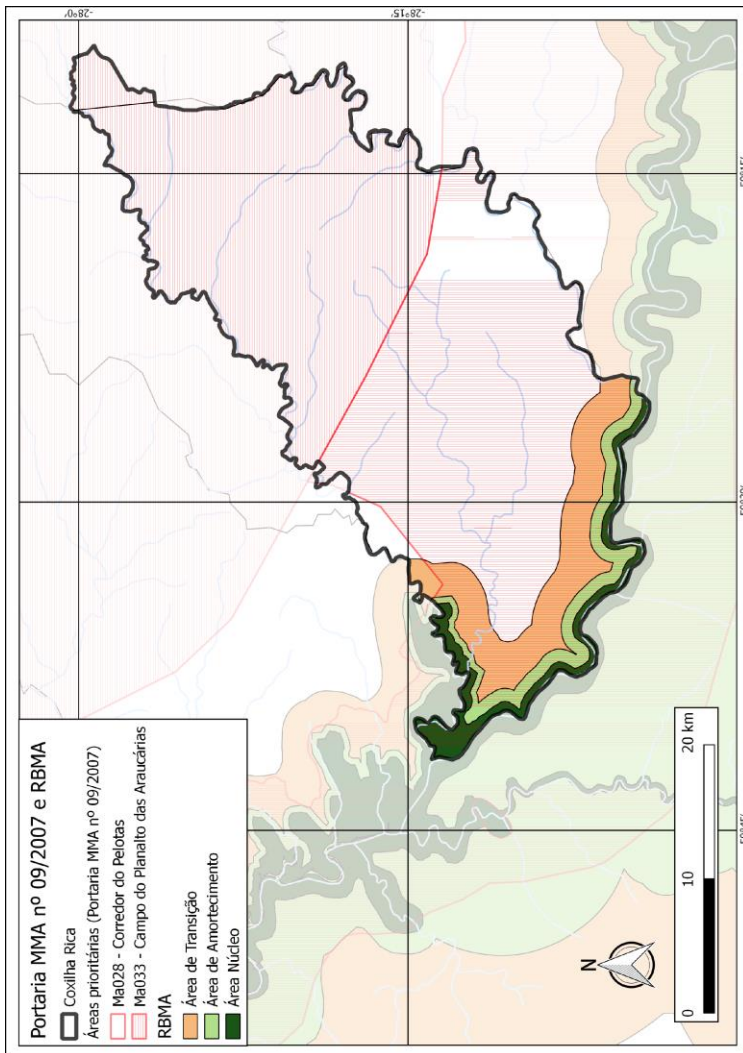 Portaria MMA nº 09/2007 e RBMA
Coxilha Rica
Áreas prioritárias (Portaria MMA nº 09/2007)
Ma028 - Corredor do Pelotas
Ma033 - Campo do Planalto das Araucárias
RBMA
Área de Transição
Área de Amortecimento
Área Núcleo
-28°0'
-28°15'
N
0 10 20 km